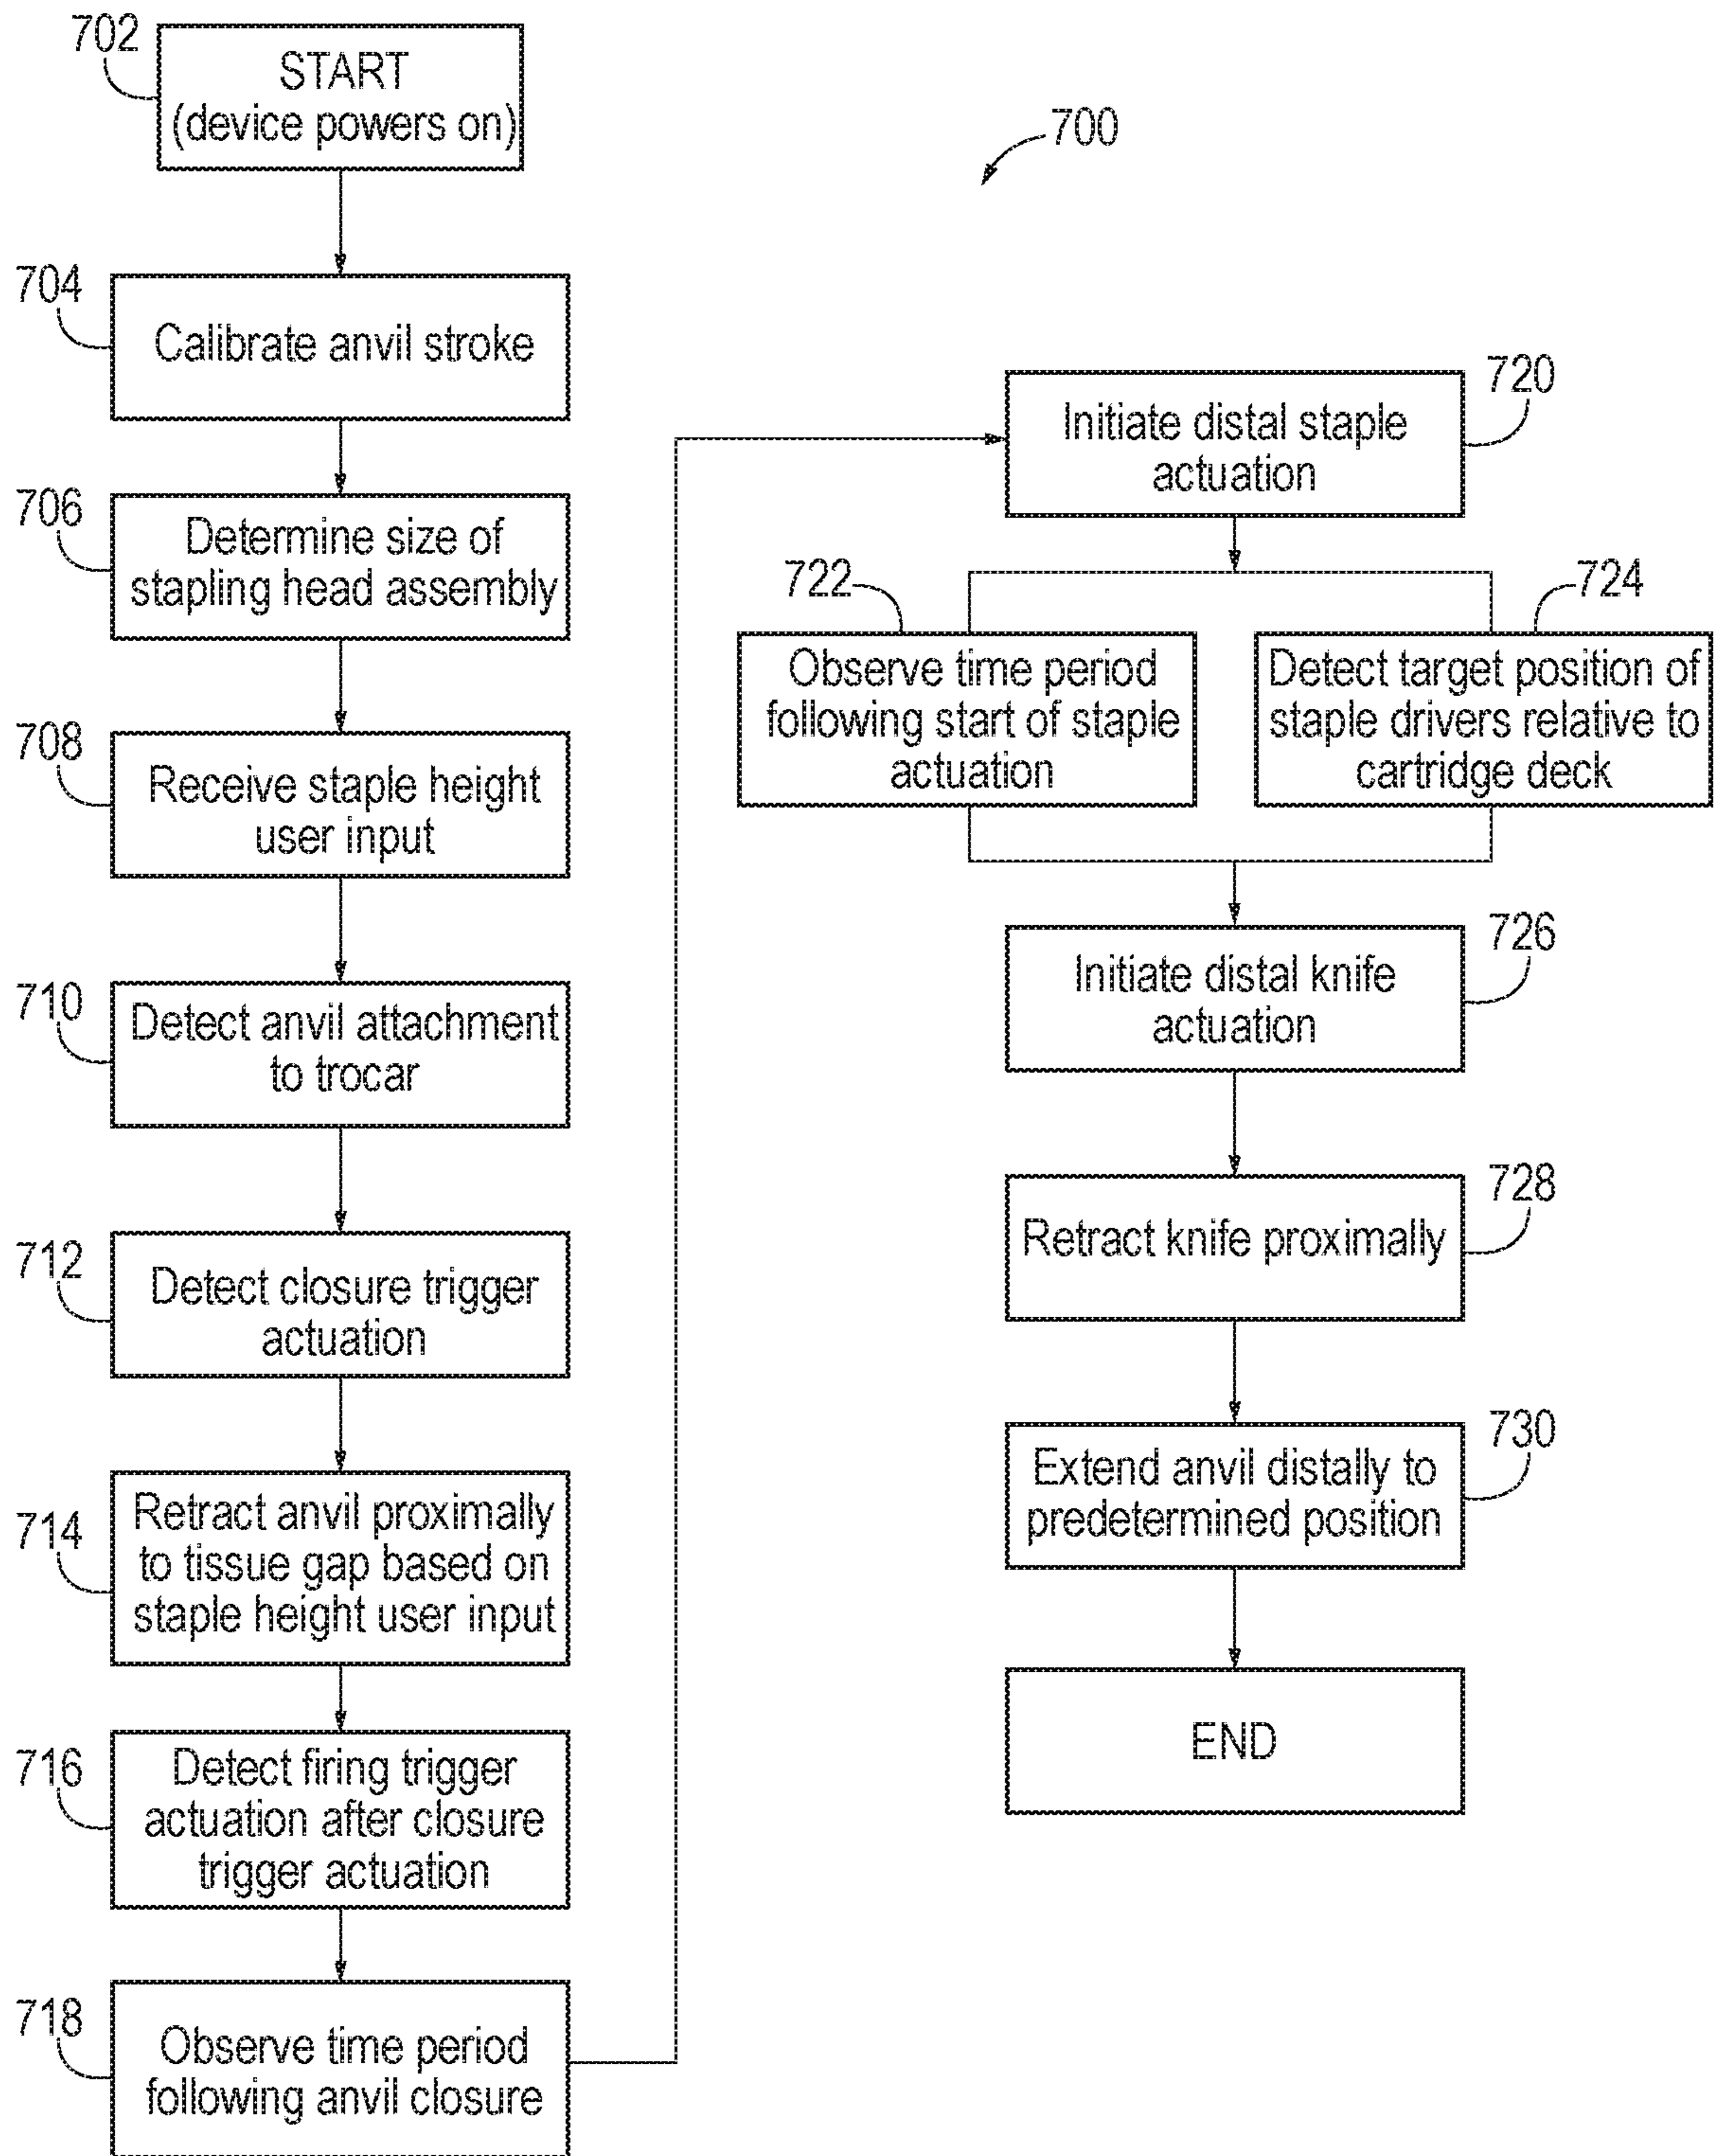 702
START
(device powers on)
700
704
Calibrate anvil stroke
706
Determine size of
stapling head assembly
708
Receive staple height
user input
710
Detect anvil attachment
to trocar
712
Detect closure trigger
actuation
714
Retract anvil proximally
to tissue gap based on
staple height user input
716
Detect firing trigger
actuation after closure
trigger actuation
718
Observe time period
following anvil closure
720
Initiate distal staple
actuation
722
Observe time period
following start of staple
actuation
724
Detect target position of
staple drivers relative to
cartridge deck
726
Initiate distal knife
actuation
728
Retract knife proximally
730
Extend anvil distally to
predetermined position
END